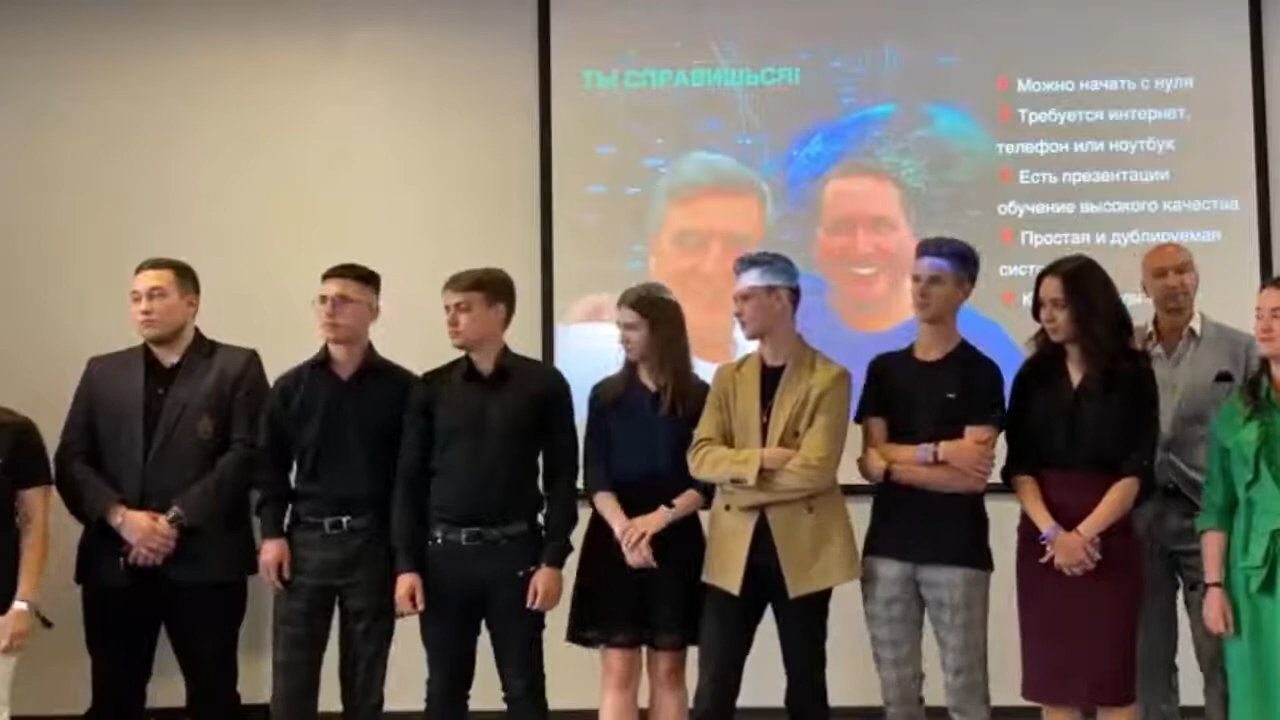 ТЫ СПРАВИШЬСЯ!
Можно начать с нуля
Требуется интернет,
телефон или ноутбук
Есть презентации
обучение высокого качества
Простая и дублируемая